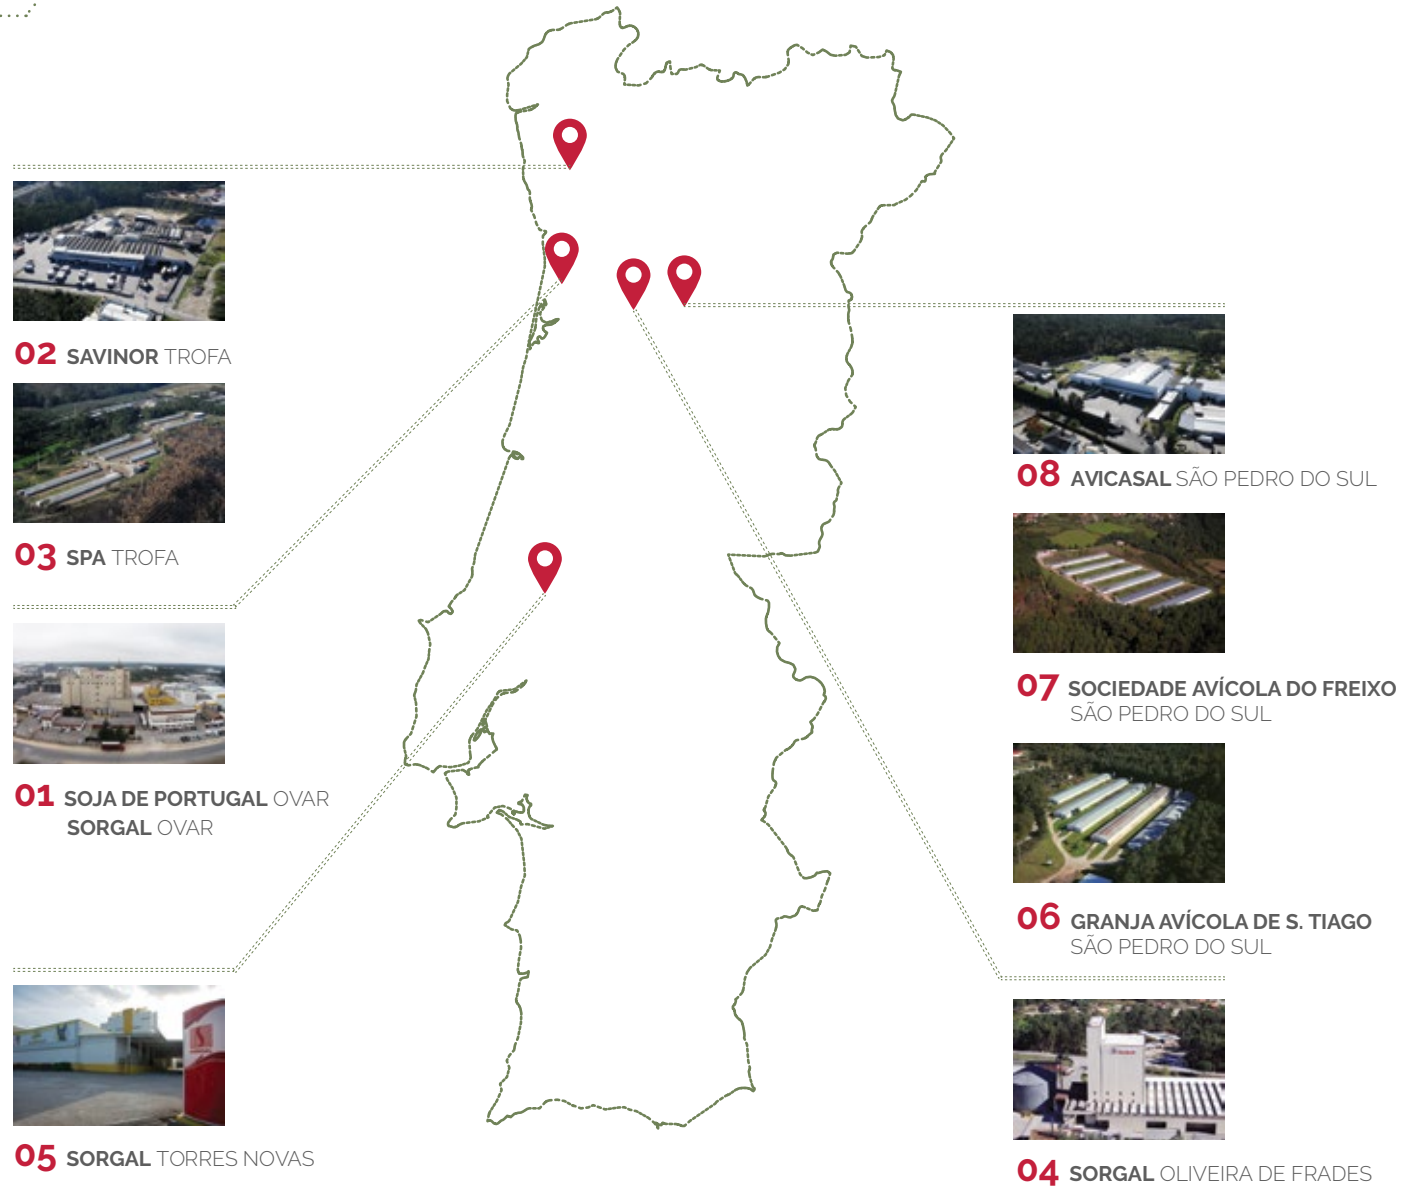 02 SAVINOR TROFA
03 SPA TROFA
01 SOJA DE PORTUGAL OVAR
SORGAL OVAR
05 SORGAL TORRES NOVAS
08 AVICASAL SÃO PEDRO DO SUL
07 SOCIEDADE AVÍCOLA DO FREIXO
SÃO PEDRO DO SUL
06 GRANJA AVÍCOLA DE S. TIAGO
SÃO PEDRO DO SUL
04 SORGAL OLIVEIRA DE FRADES